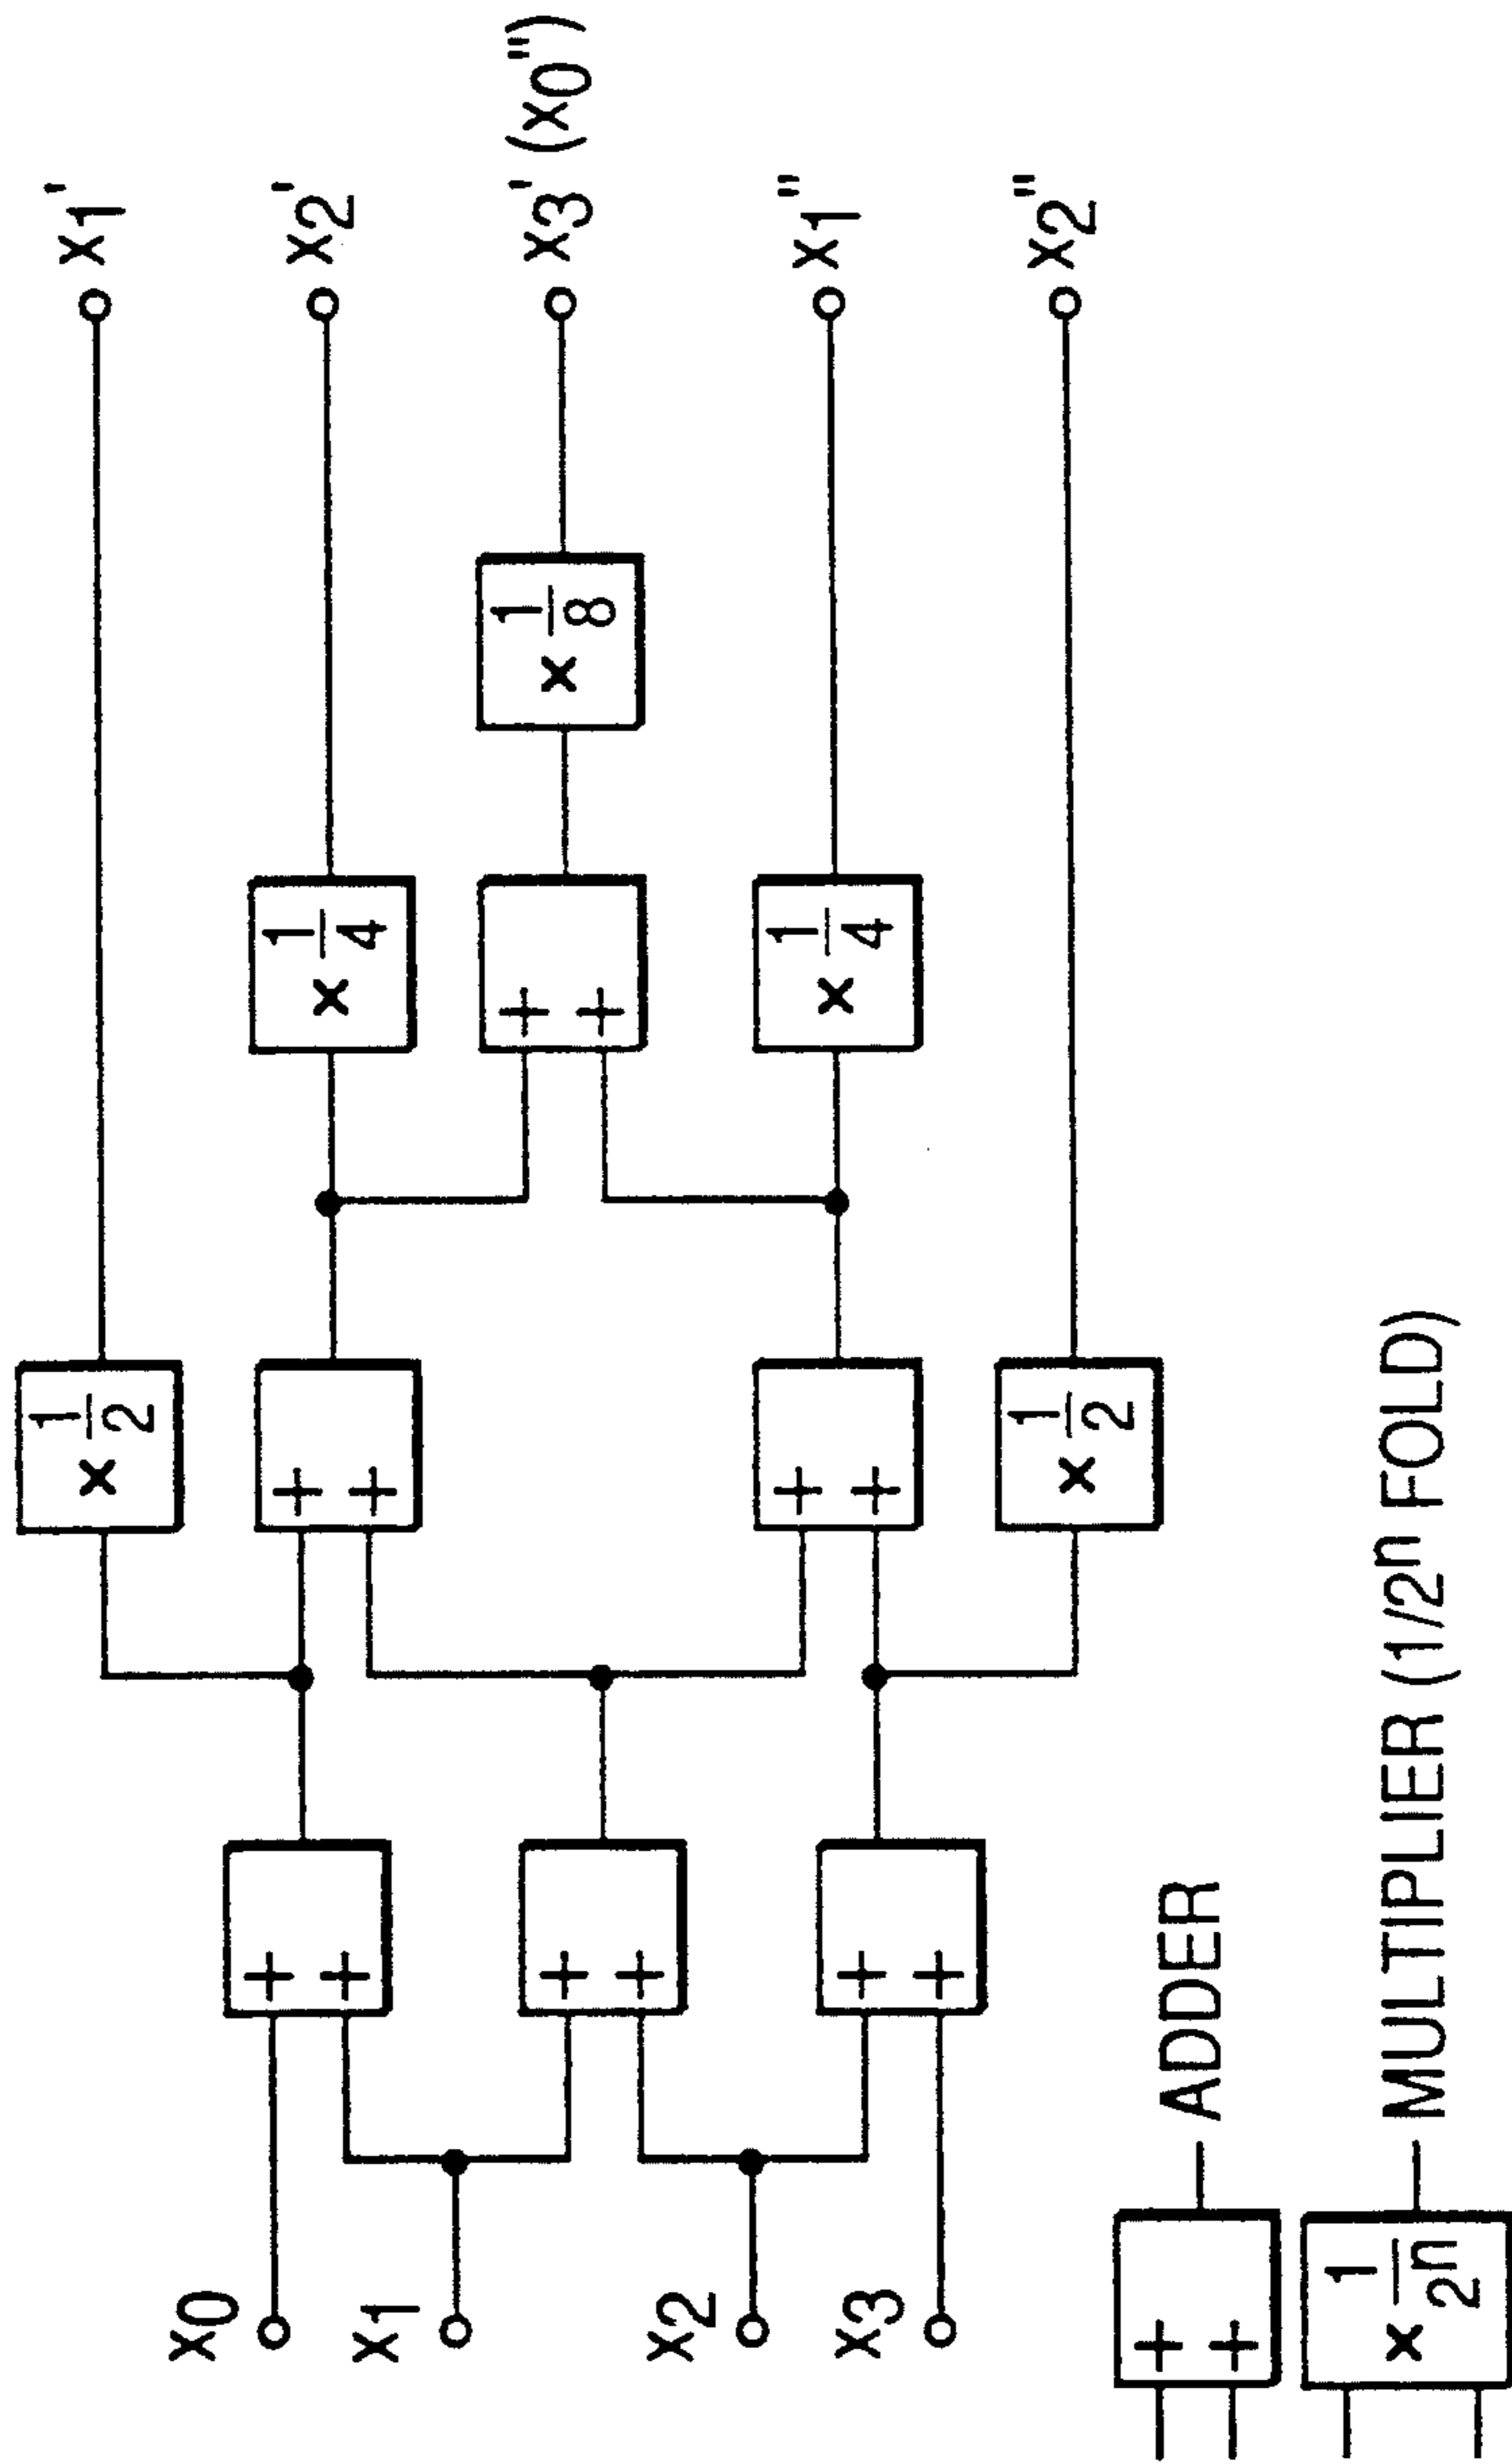 x0
x1
x2
x3
+ +
+ +
+ +
× 1/2
+ +
+ +
× 1/2
× 1/4
+ +
× 1/4
× 1/8
x1'
x2'
x3' (x0")
x1"
x2"
+ + ADDER
× 1/2ⁿ MULTIPLIER (1/2ⁿ FOLD)